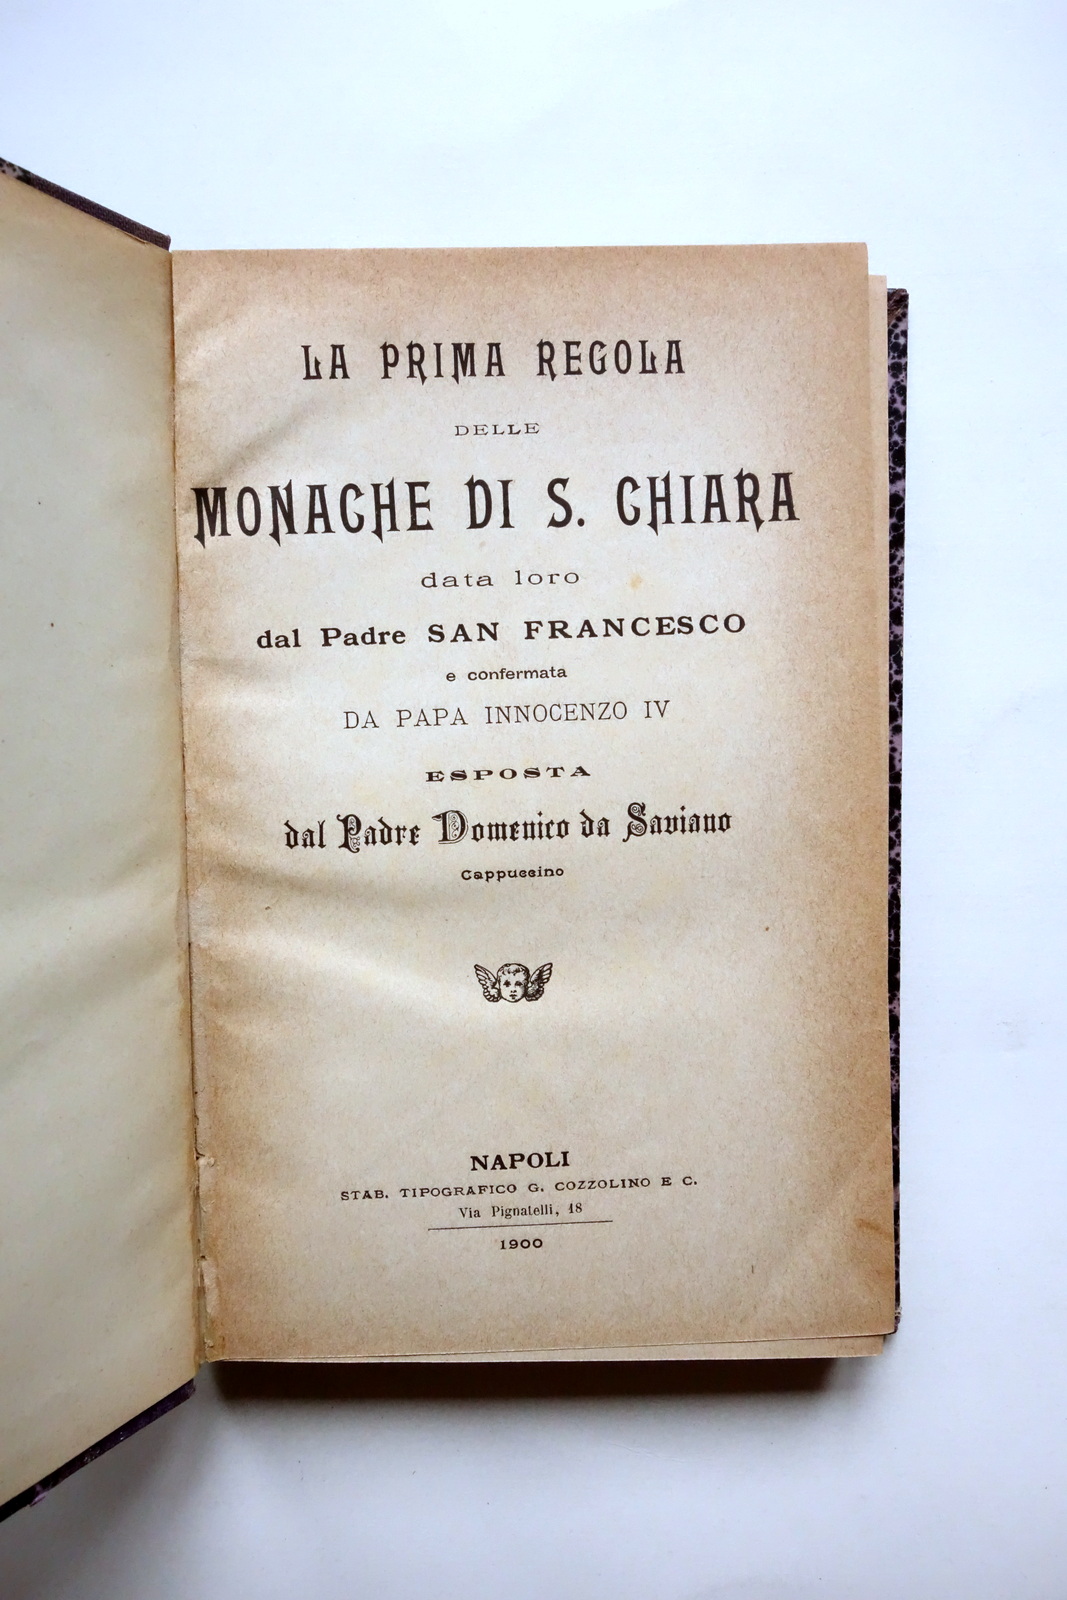 LA PRIMA REGOLA
DELLE
MONACHE DI S. CHIARA
data loro
dal Padre SAN FRANCESCO
e confermata
DA PAPA INNOCENZO IV
ESPOSTA
dal Padre Domenico da Saviano
Cappuccino
NAPOLI
STAB. TIPOGRAFICO G. COZZOLINO E C.
Via Pignatelli, 18
1900